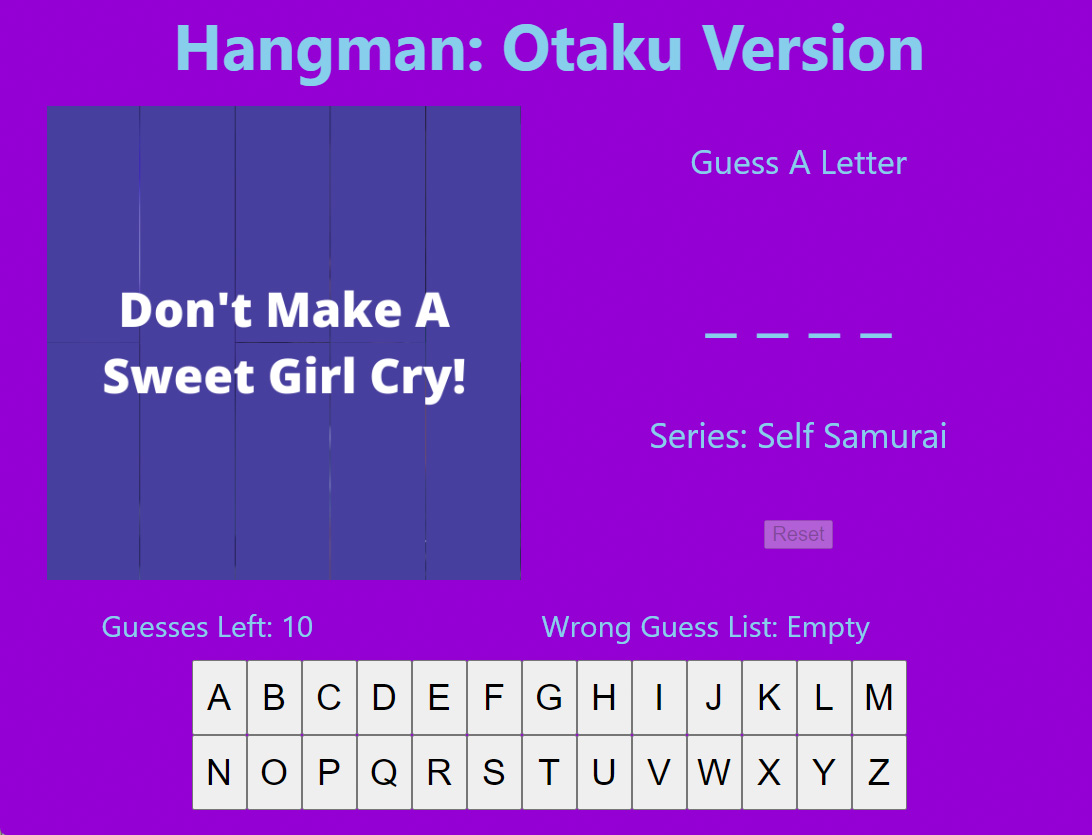 Hangman: Otaku Version
Don't Make A
Sweet Girl Cry!
Guess A Letter
_ _ _ _
Series: Self Samurai
Reset
Guesses Left: 10
Wrong Guess List: Empty
A B C D E F G H I J K L M
N O P Q R S T U V W X Y Z